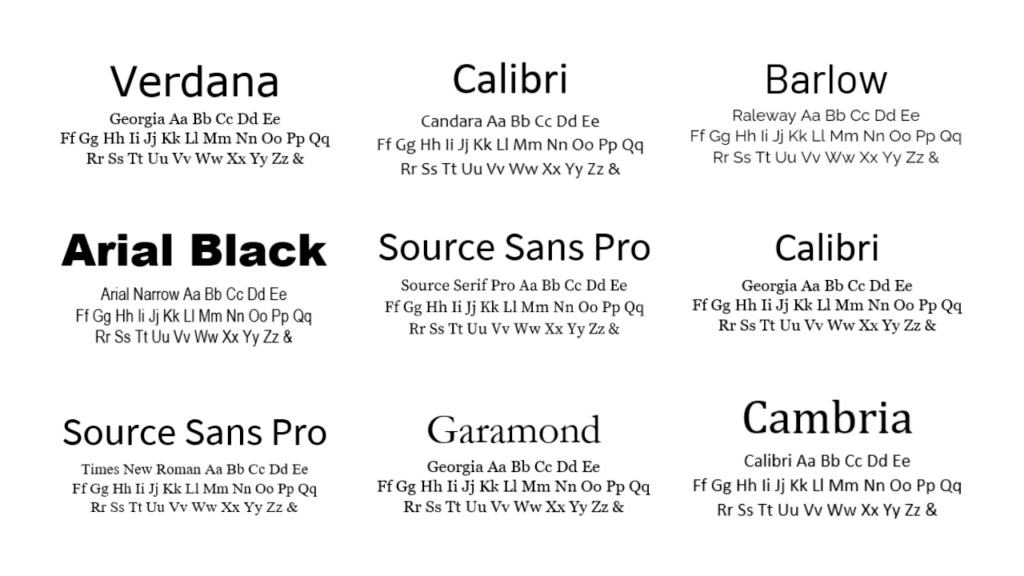 Verdana
Georgia Aa Bb Cc Dd Ee
Ff Gg Hh Ii Jj Kk Ll Mm Nn Oo Pp Qq
Rr Ss Tt Uu Vv Ww Xx Yy Zz &
Calibri
Candara Aa Bb Cc Dd Ee
Ff Gg Hh Ii Jj Kk Ll Mm Nn Oo Pp Qq
Rr Ss Tt Uu Vv Ww Xx Yy Zz &
Barlow
Raleway Aa Bb Cc Dd Ee
Ff Gg Hh Ii Jj Kk Ll Mm Nn Oo Pp Qq
Rr Ss Tt Uu Vv Ww Xx Yy Zz &
Arial Black
Arial Narrow Aa Bb Cc Dd Ee
Ff Gg Hh Ii Jj Kk Ll Mm Nn Oo Pp Qq
Rr Ss Tt Uu Vv Ww Xx Yy Zz &
Source Sans Pro
Source Serif Pro Aa Bb Cc Dd Ee
Ff Gg Hh Ii Jj Kk Ll Mm Nn Oo Pp Qq
Rr Ss Tt Uu Vv Ww Xx Yy Zz &
Calibri
Georgia Aa Bb Cc Dd Ee
Ff Gg Hh Ii Jj Kk Ll Mm Nn Oo Pp Qq
Rr Ss Tt Uu Vv Ww Xx Yy Zz &
Source Sans Pro
Times New Roman Aa Bb Cc Dd Ee
Ff Gg Hh Ii Jj Kk Ll Mm Nn Oo Pp Qq
Rr Ss Tt Uu Vv Ww Xx Yy Zz &
Garamond
Georgia Aa Bb Cc Dd Ee
Ff Gg Hh Ii Jj Kk Ll Mm Nn Oo Pp Qq
Rr Ss Tt Uu Vv Ww Xx Yy Zz &
Cambria
Calibri Aa Bb Cc Dd Ee
Ff Gg Hh Ii Jj Kk Ll Mm Nn Oo Pp Qq
Rr Ss Tt Uu Vv Ww Xx Yy Zz &